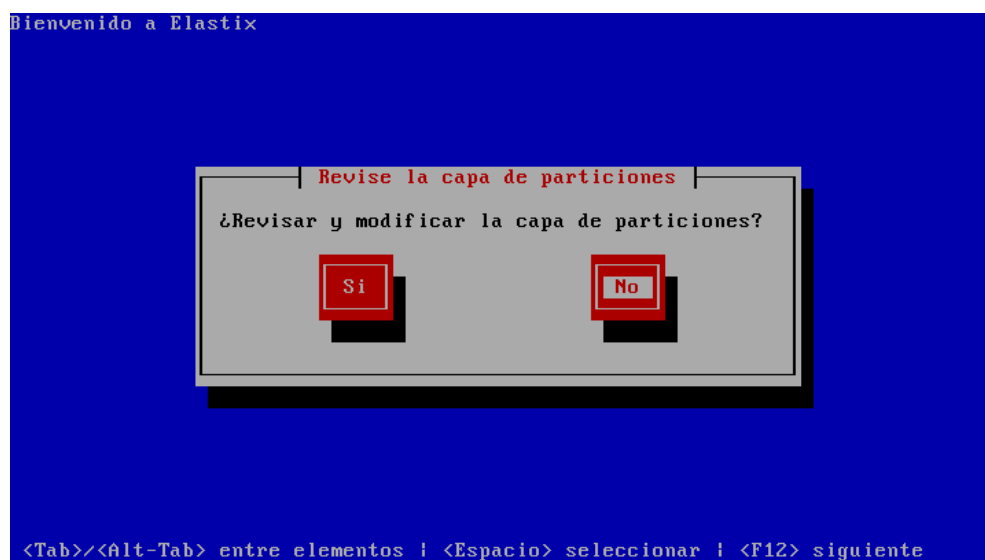 Bienvenido a Elastix
Revise la capa de particiones
¿Revisar y modificar la capa de particiones?
Si
No
<Tab>/<Alt-Tab> entre elementos | <Espacio> seleccionar | <F12> siguiente